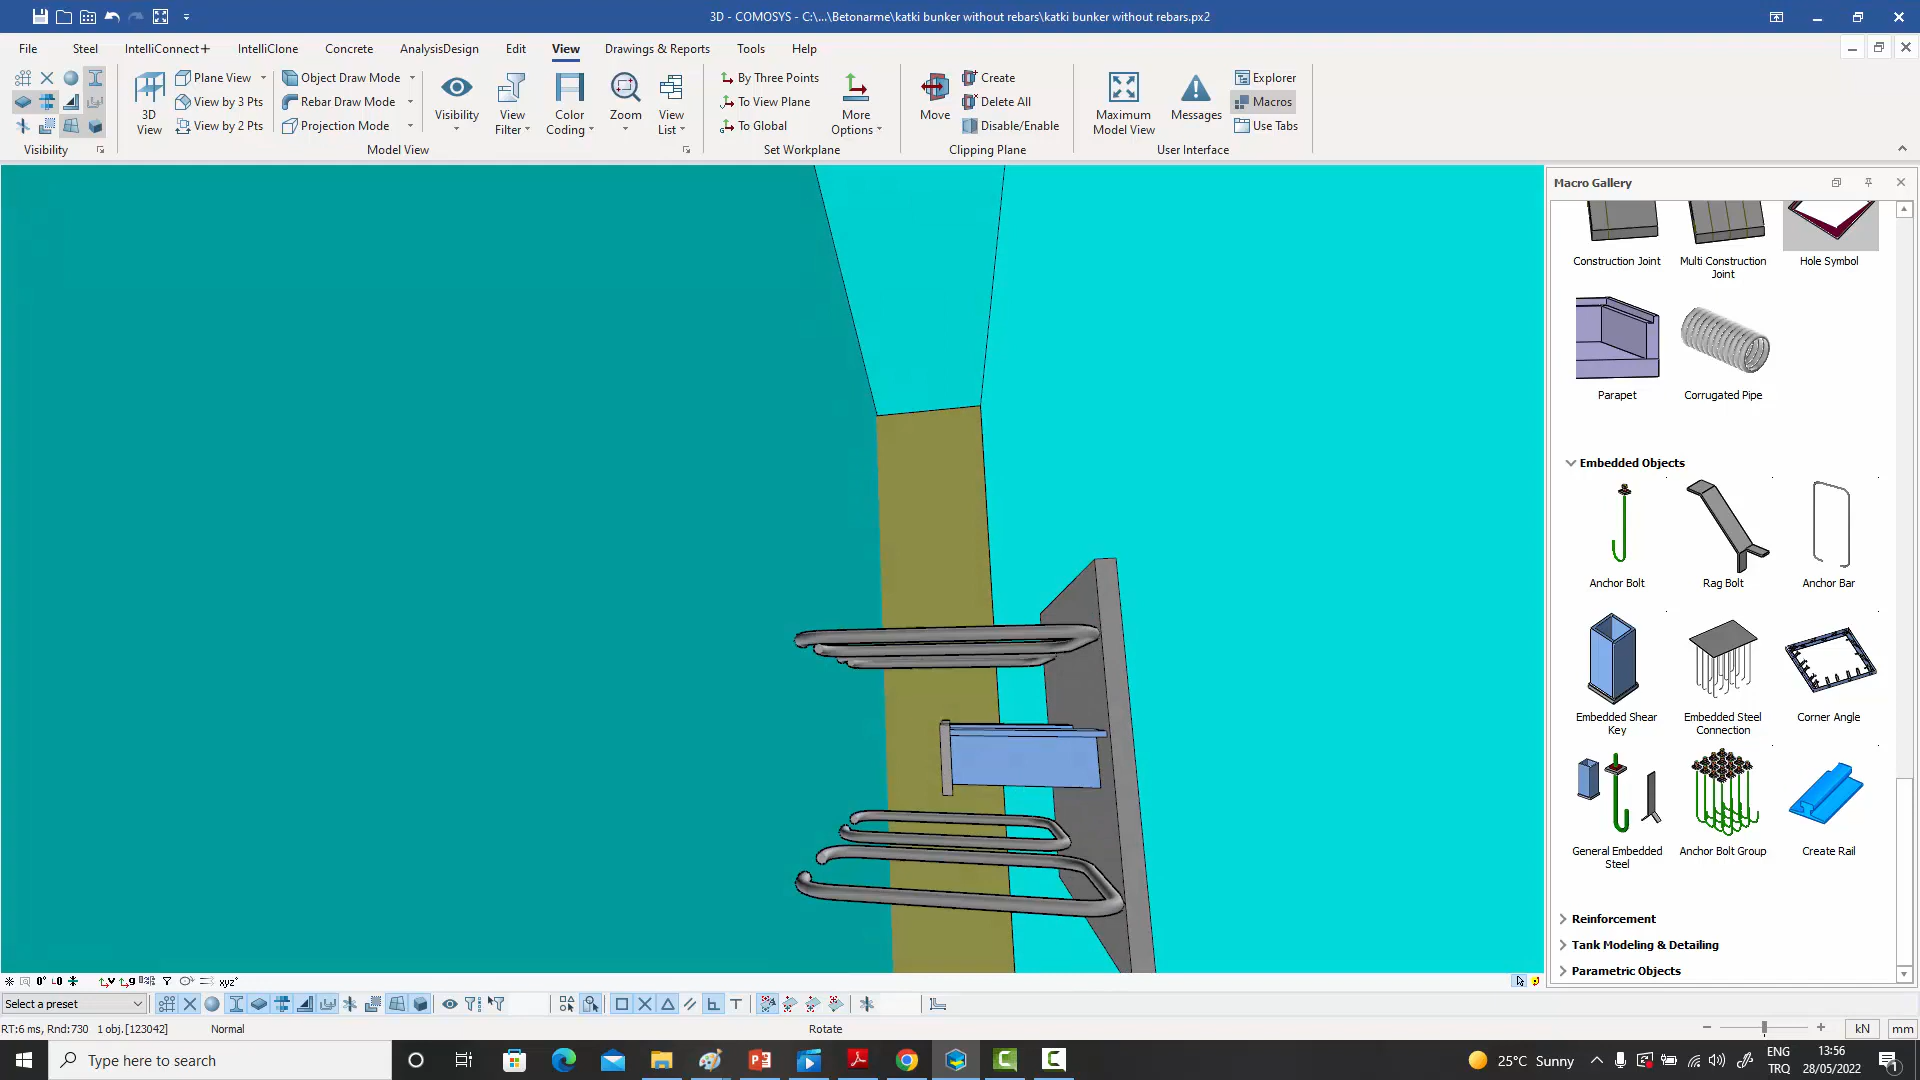 3D - COMOSYS - C:\...\Betonarme\katki bunker without rebars\katki bunker without rebars.px2
File Steel IntelliConnect+ IntelliClone Concrete AnalysisDesign Edit View Drawings & Reports Tools Help
Plane View
View by 3 Pts
View by 2 Pts
3D View
Object Draw Mode
Rebar Draw Mode
Projection Mode
Visibility
View Filter
Color Coding
Zoom
View List
By Three Points
To View Plane
To Global
More Options
Move
Create
Delete All
Disable/Enable
Maximum Model View
Messages
Explorer
Macros
Use Tabs
Visibility Model View Set Workplane Clipping Plane User Interface
Macro Gallery
Construction Joint
Multi Construction Joint
Hole Symbol
Parapet
Corrugated Pipe
Embedded Objects
Anchor Bolt
Rag Bolt
Anchor Bar
Embedded Shear Key
Embedded Steel Connection
Corner Angle
General Embedded Steel
Anchor Bolt Group
Create Rail
Reinforcement
Tank Modeling & Detailing
Parametric Objects
Select a preset
RT:6 ms, Rnd:730 1 obj.[123042] Normal Rotate kN mm
Type here to search
25°C Sunny
ENG
TRQ
13:56
28/05/2022